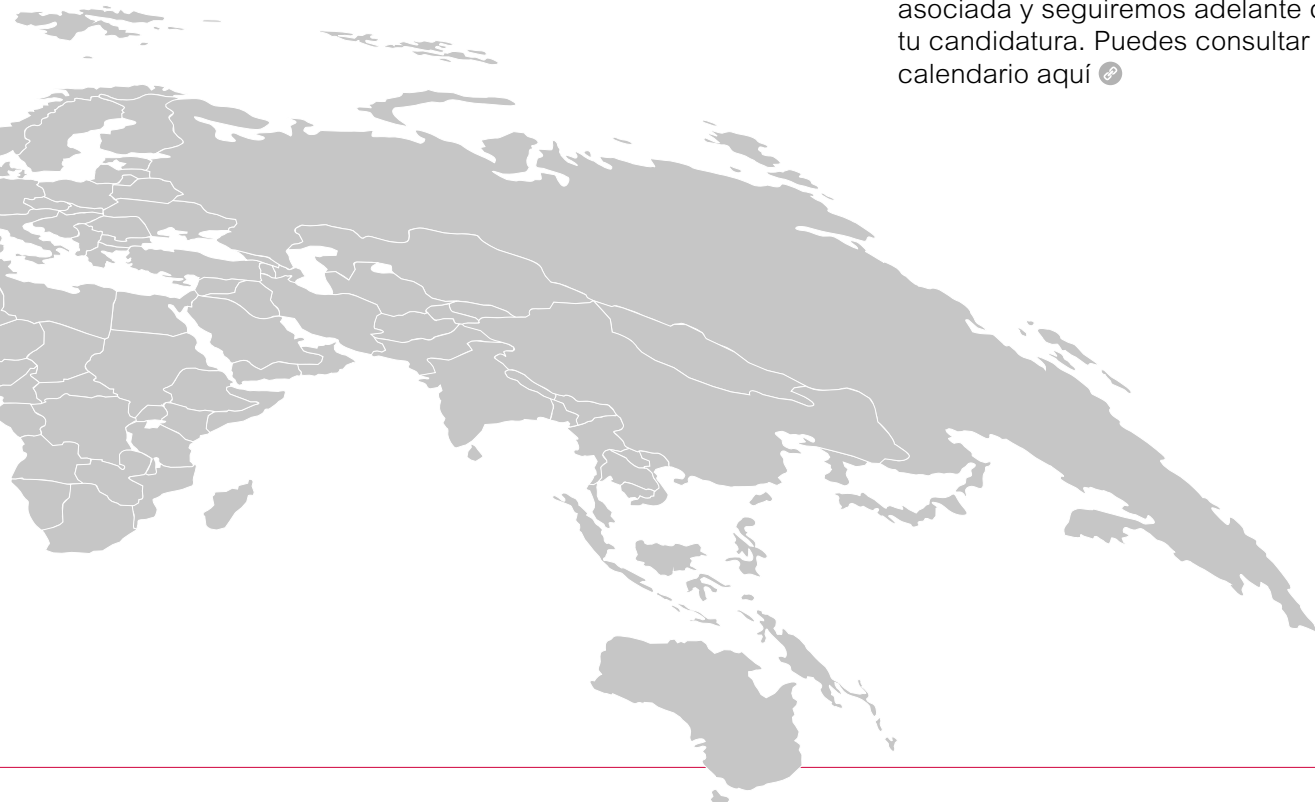 asociada y seguiremos adelante
tu candidatura. Puedes consultar
calendario aquí